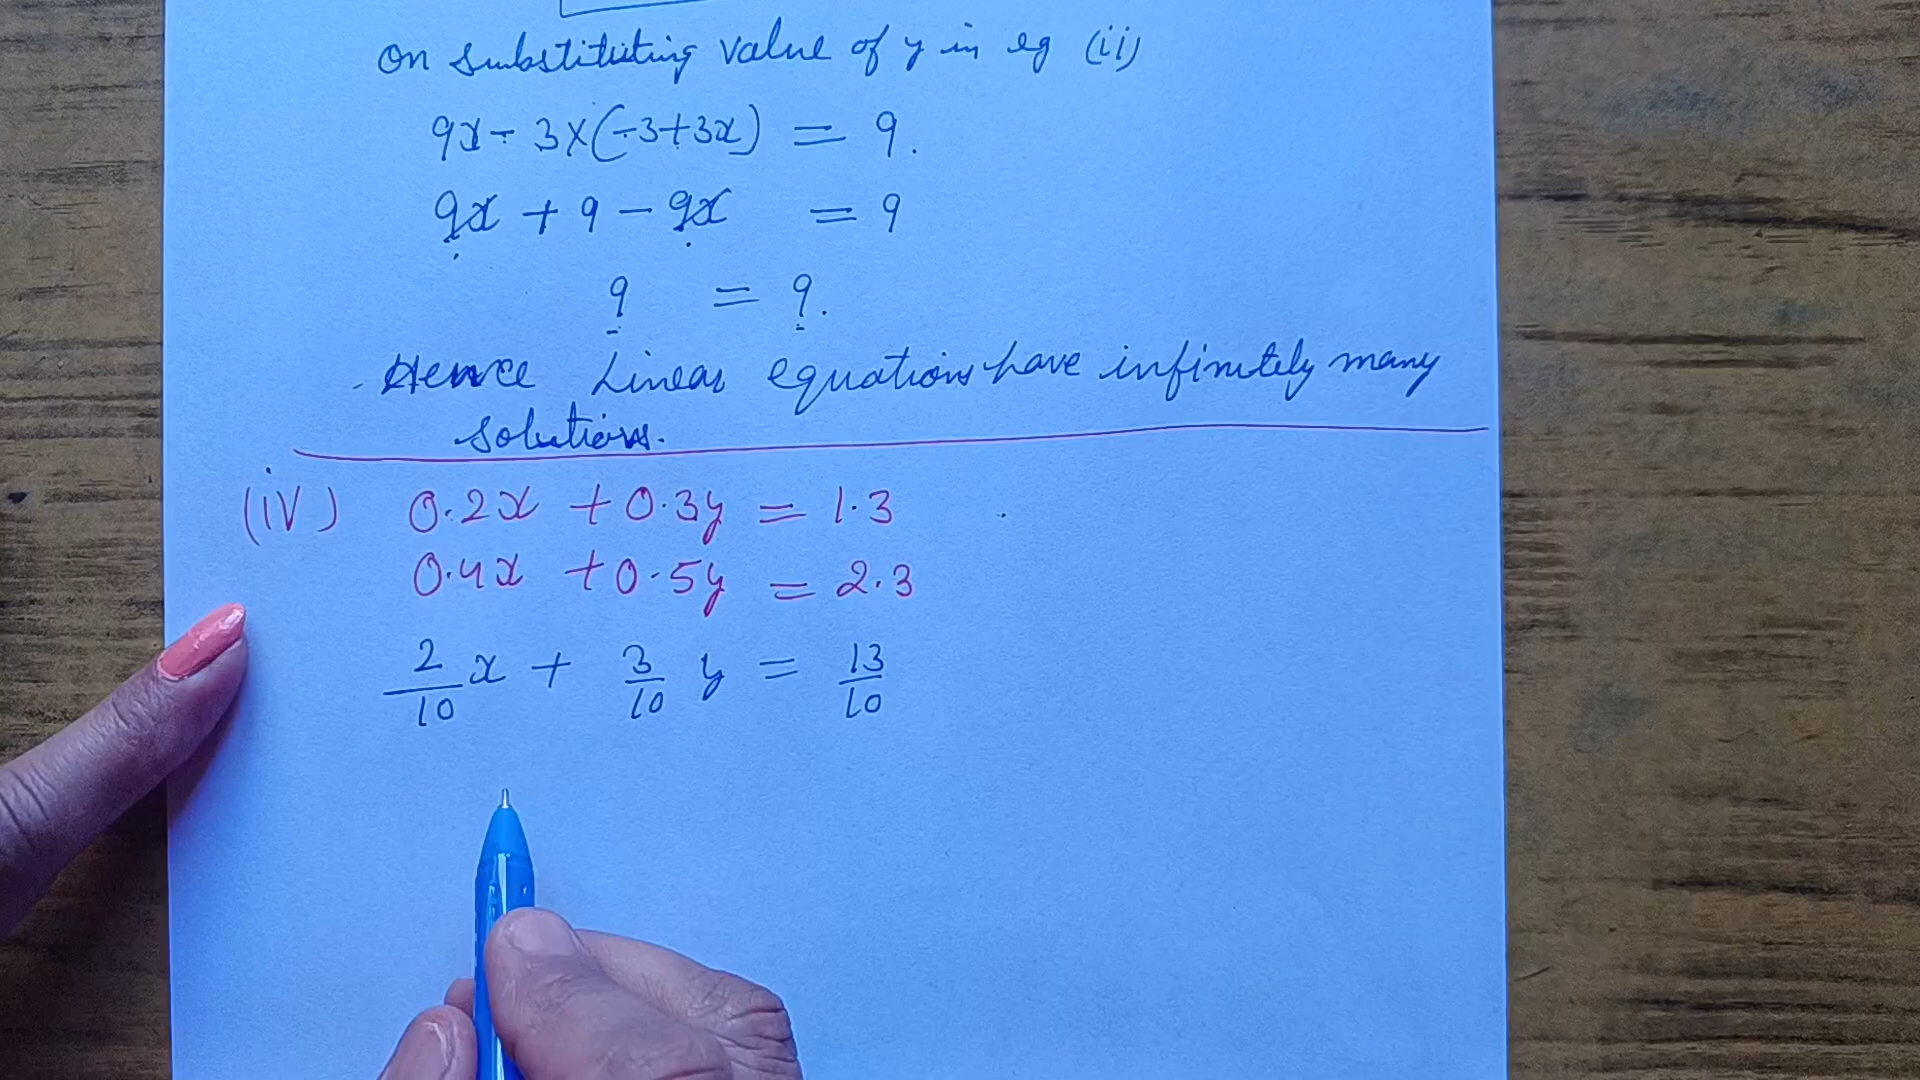 On substituting value of y in eq (ii)
9x - 3×(-3+3x) = 9.
9x + 9 - 9x = 9
9 = 9.
Hence Linear equations have infinitely many
solutions.
(iv) 0.2x + 0.3y = 1.3
0.4x + 0.5y = 2.3
2/10 x + 3/10 y = 13/10